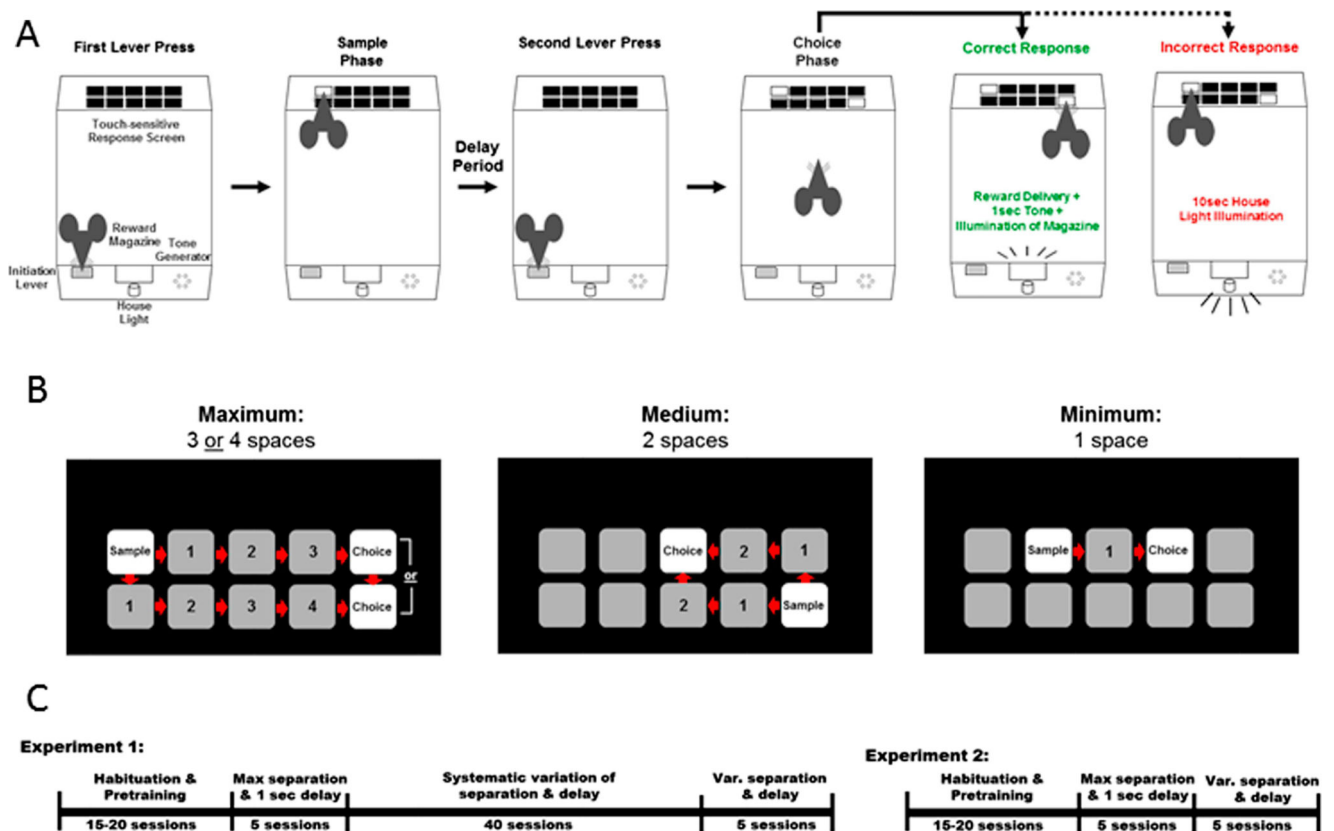 A
First Lever Press
Sample
Phase
Second Lever Press
Choice
Phase
Correct Response
Incorrect Response
Touch-sensitive
Response Screen
Delay
Period
Reward
Magazine
Tone
Generator
Initiation
Lever
House
Light
Reward Delivery +
1sec Tone +
Illumination of Magazine
10sec House
Light Illumination
B
Maximum:
3 or 4 spaces
Medium:
2 spaces
Minimum:
1 space
Sample 1 2 3 Choice
or
1 2 3 4 Choice
Choice 2 1
2 1 Sample
Sample 1 Choice
C
Experiment 1:
Habituation &
Pretraining
Max separation
& 1 sec delay
Systematic variation of
separation & delay
Var. separation
& delay
15-20 sessions
5 sessions
40 sessions
5 sessions
Experiment 2:
Habituation &
Pretraining
Max separation
& 1 sec delay
Var. separation
& delay
15-20 sessions
5 sessions
5 sessions